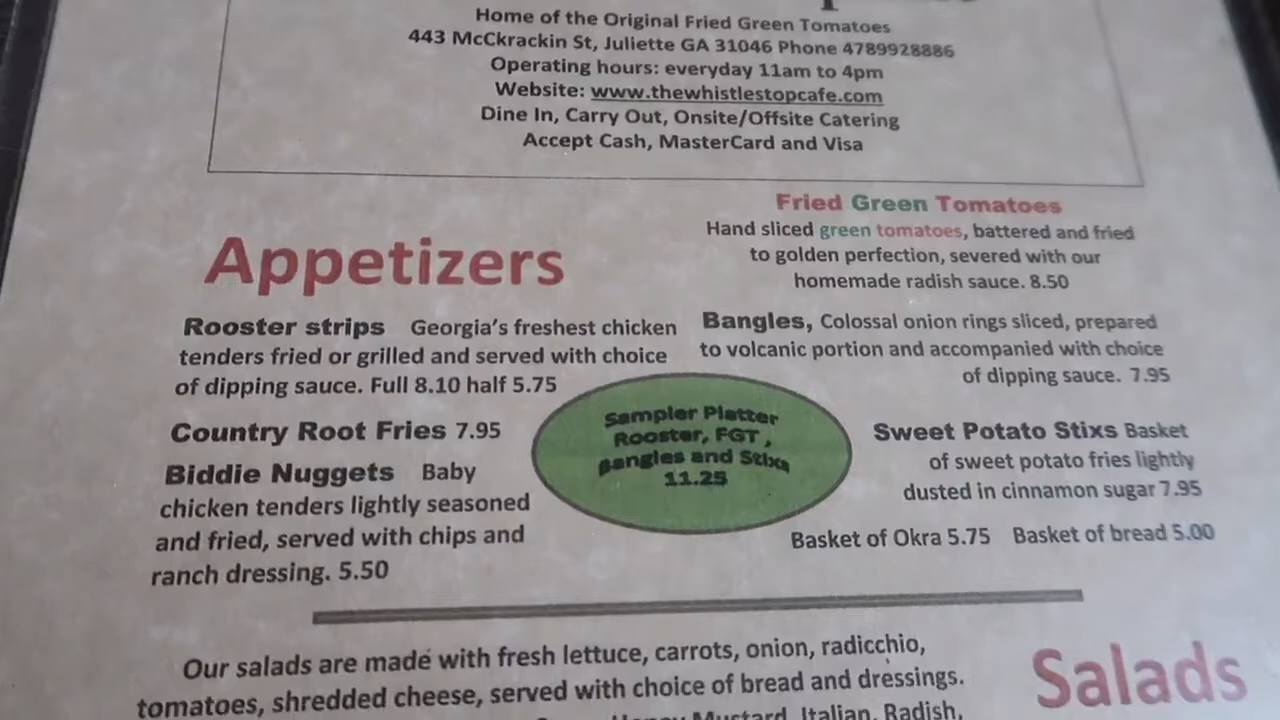 Home of the Original Fried Green Tomatoes
443 McCkrackin St, Juliette GA 31046 Phone 4789928886
Operating hours: everyday 11am to 4pm
Website: www.thewhistlestopcafe.com
Dine In, Carry Out, Onsite/Offsite Catering
Accept Cash, MasterCard and Visa
Appetizers
Rooster strips Georgia's freshest chicken
tenders fried or grilled and served with choice
of dipping sauce. Full 8.10 half 5.75
Country Root Fries 7.95
Biddie Nuggets Baby
chicken tenders lightly seasoned
and fried, served with chips and
ranch dressing. 5.50
Sampler Platter
Rooster, FGT ,
Bangles and Stixs
11.25
Fried Green Tomatoes
Hand sliced green tomatoes, battered and fried
to golden perfection, severed with our
homemade radish sauce. 8.50
Bangles, Colossal onion rings sliced, prepared
to volcanic portion and accompanied with choice
of dipping sauce. 7.95
Sweet Potato Stixs Basket
of sweet potato fries lightly
dusted in cinnamon sugar 7.95
Basket of Okra 5.75 Basket of bread 5.00
Salads
Our salads are made with fresh lettuce, carrots, onion, radicchio,
tomatoes, shredded cheese, served with choice of bread and dressings.
Honey Mustard, Italian, Radish,